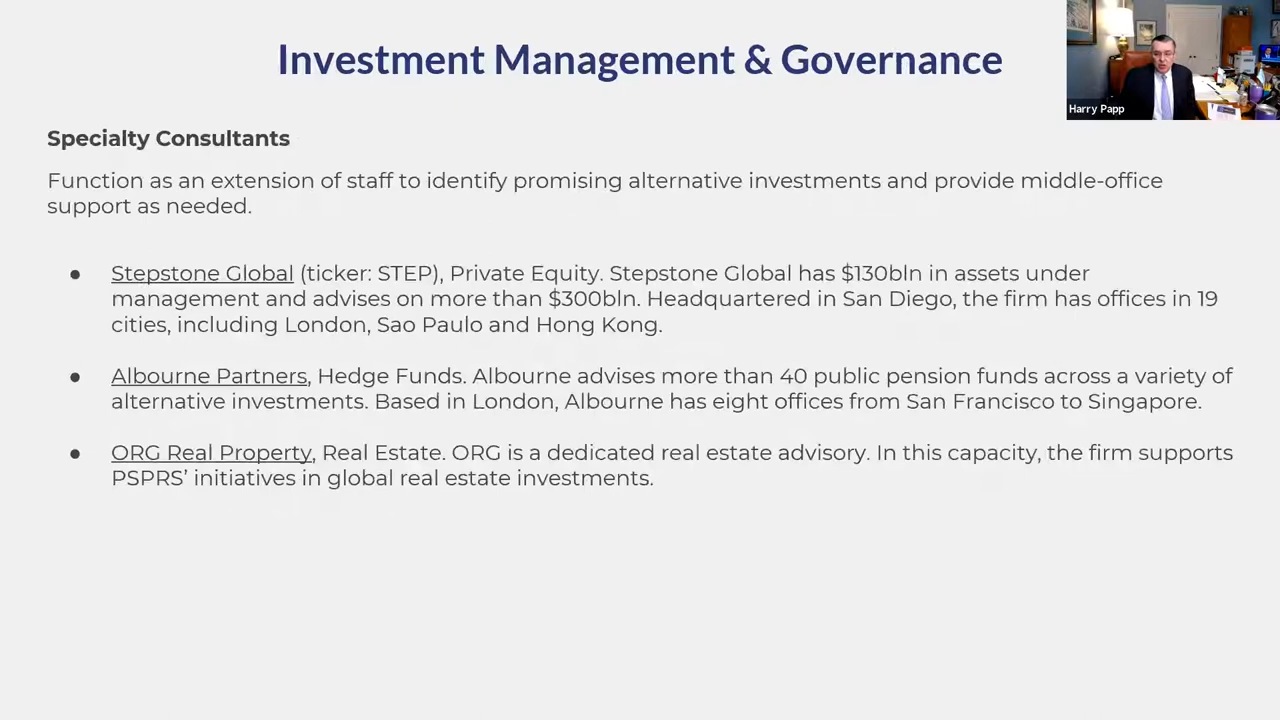 Investment Management & Governance
Harry Papp
Specialty Consultants
Function as an extension of staff to identify promising alternative investments and provide middle-office
support as needed.
● Stepstone Global (ticker: STEP), Private Equity. Stepstone Global has $130bln in assets under
management and advises on more than $300bln. Headquartered in San Diego, the firm has offices in 19
cities, including London, Sao Paulo and Hong Kong.
● Albourne Partners, Hedge Funds. Albourne advises more than 40 public pension funds across a variety of
alternative investments. Based in London, Albourne has eight offices from San Francisco to Singapore.
● ORG Real Property, Real Estate. ORG is a dedicated real estate advisory. In this capacity, the firm supports
PSPRS’ initiatives in global real estate investments.